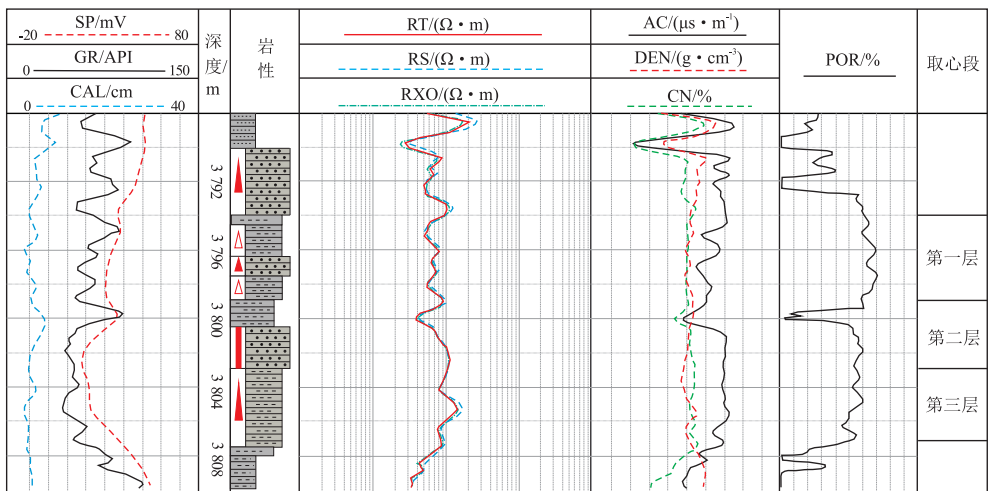 SP/mV
-20 80
GR/API
0 150
CAL/cm
0 40
深度/m
岩性
RT/(Ω·m)
RS/(Ω·m)
RXO/(Ω·m)
AC/(μs·m⁻¹)
DEN/(g·cm⁻³)
CN/%
POR/%
取心段
3 792
3 796
3 800
3 804
3 808
第一层
第二层
第三层